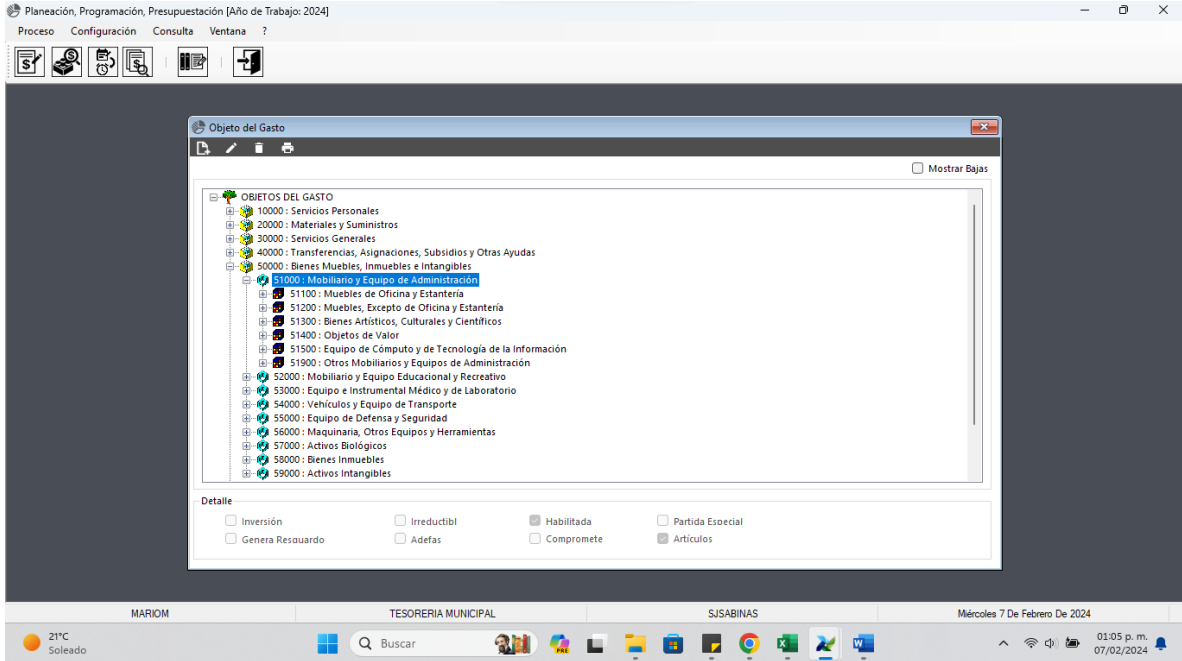 Planeación, Programación, Presupuestación [Año de Trabajo: 2024]
Proceso Configuración Consulta Ventana ?
Objeto del Gasto
Mostrar Bajas
OBJETOS DEL GASTO
10000 : Servicios Personales
20000 : Materiales y Suministros
30000 : Servicios Generales
40000 : Transferencias, Asignaciones, Subsidios y Otras Ayudas
50000 : Bienes Muebles, Inmuebles e Intangibles
51000 : Mobiliario y Equipo de Administración
51100 : Muebles de Oficina y Estantería
51200 : Muebles, Excepto de Oficina y Estantería
51300 : Bienes Artísticos, Culturales y Científicos
51400 : Objetos de Valor
51500 : Equipo de Cómputo y de Tecnología de la Información
51900 : Otros Mobiliarios y Equipos de Administración
52000 : Mobiliario y Equipo Educacional y Recreativo
53000 : Equipo e Instrumental Médico y de Laboratorio
54000 : Vehículos y Equipo de Transporte
55000 : Equipo de Defensa y Seguridad
56000 : Maquinaria, Otros Equipos y Herramientas
57000 : Activos Biológicos
58000 : Bienes Inmuebles
59000 : Activos Intangibles
Detalle
Inversión Irreductibl Habilitada Partida Especial
Genera Resguardo Adefas Compromete Artículos
MARIOM TESORERIA MUNICIPAL SJSABINAS Miércoles 7 De Febrero De 2024
21°C
Soleado
Buscar
PRE
01:05 p. m.
07/02/2024